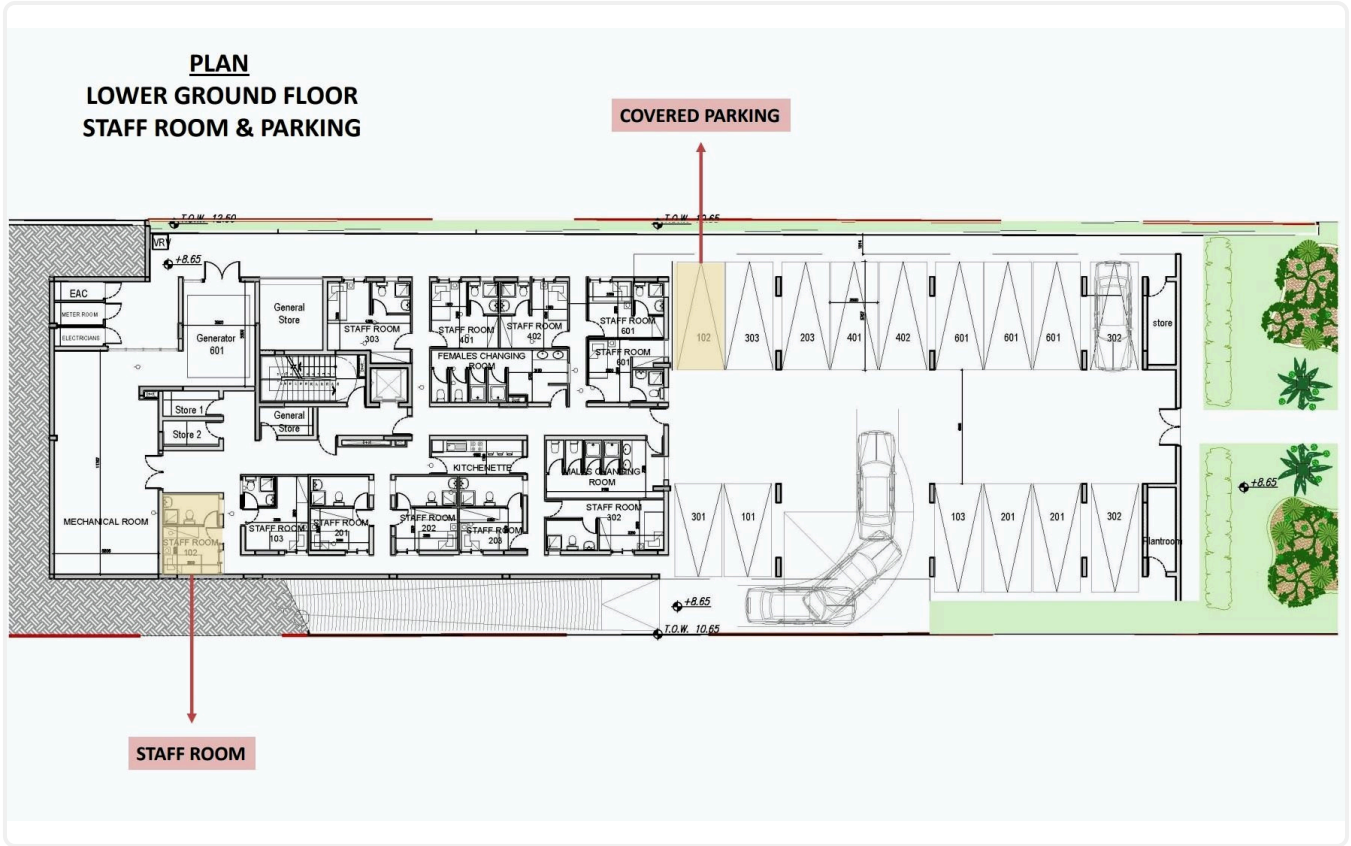 PLAN
LOWER GROUND FLOOR
STAFF ROOM & PARKING
COVERED PARKING
T.O.W. 12.50
VRV
+8.65
EAC
METER ROOM
ELECTRICIANS
Generator
601
General
Store
STAFF ROOM
303
STAFF ROOM
401
STAFF ROOM
402
STAFF ROOM
601
STAFF ROOM
601
FEMALES CHANGING
ROOM
102
303
203
401
402
601
601
601
302
store
Store 1
Store 2
General
Store
KITCHENETTE
MALES CHANGING
ROOM
MECHANICAL ROOM
STAFF ROOM
102
STAFF ROOM
103
STAFF ROOM
201
STAFF ROOM
202
STAFF ROOM
203
STAFF ROOM
302
301
101
103
201
201
302
Plantroom
+8.65
+8.65
T.O.W. 10.65
STAFF ROOM